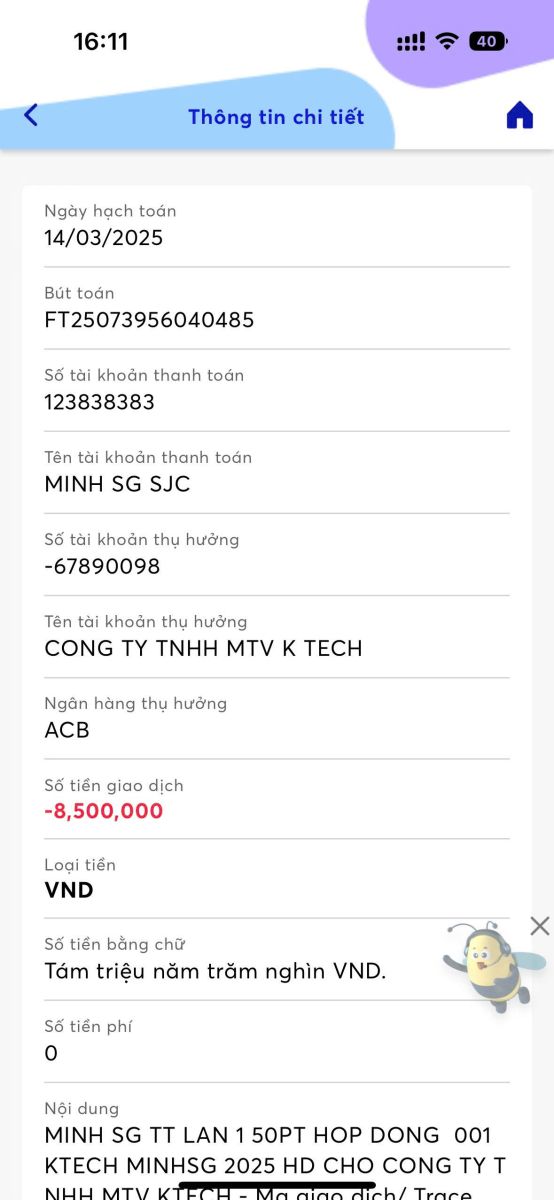 16:11
40
Thông tin chi tiết
Ngày hạch toán
14/03/2025
Bút toán
FT25073956040485
Số tài khoản thanh toán
123838383
Tên tài khoản thanh toán
MINH SG SJC
Số tài khoản thụ hưởng
-67890098
Tên tài khoản thụ hưởng
CONG TY TNHH MTV K TECH
Ngân hàng thụ hưởng
ACB
Số tiền giao dịch
-8,500,000
Loại tiền
VND
Số tiền bằng chữ
Tám triệu năm trăm nghìn VND.
Số tiền phí
0
Nội dung
MINH SG TT LAN 1 50PT HOP DONG  001
KTECH MINHSG 2025 HD CHO CONG TY T
NHH MTV KTECH - Ma giao dich/ Trace